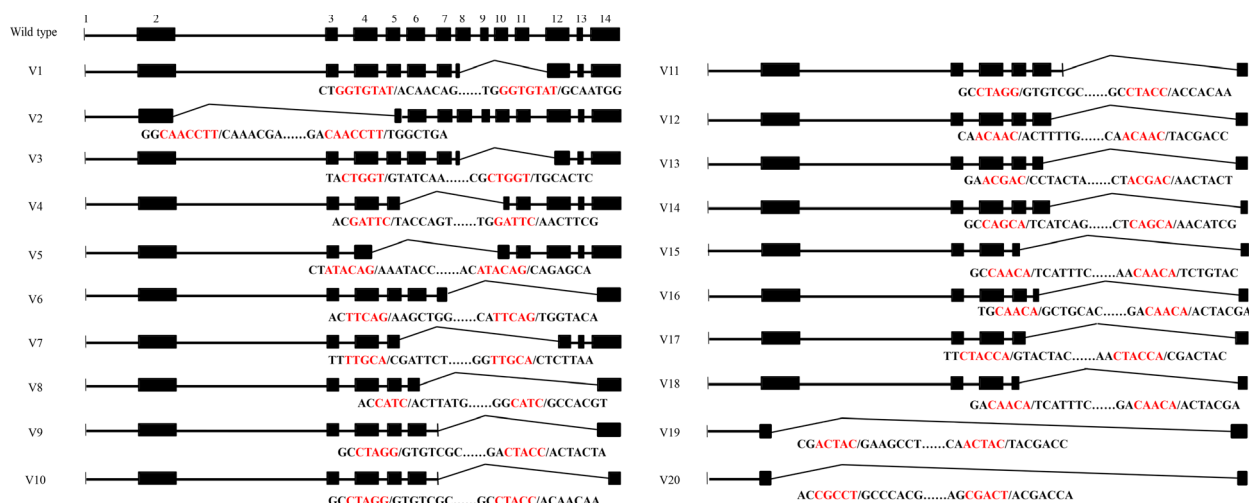 1 2 3 4 5 6 7 8 9 10 11 12 13 14
Wild type
V1
CTGGTGTAT/ACAACAG......TGGGTGTAT/GCAATGG
V2
GGCAACCTT/CAAACGA......GACAACCTT/TGGCTGA
V3
TACTGGT/GTATCAA......CGCTGGT/TGCACTC
V4
ACGATTC/TACCAGT......TGGATTC/AACTTCG
V5
CTATACAG/AAATACC......ACATACAG/CAGAGCA
V6
ACTTCAG/AAGCTGG......CATTCAG/TGGTACA
V7
TTTTGCA/CGATTCT......GGTTGCA/CTCTTAA
V8
ACCATC/ACTTATG......GGCATC/GCCACGT
V9
GCCTAGG/GTGTCGC......GACTACC/ACTACTA
V10
GCCTAGG/GTGTCGC......GCCTACC/ACAACAA
V11
GCCTAGG/GTGTCGC......GCCTACC/ACCACAA
V12
CAACAAC/ACTTTTG......CAACAAC/TACGACC
V13
GAACGAC/CCTACTA......CTACGAC/AACTACT
V14
GCCAGCA/TCATCAG......CTCAGCA/AACATCG
V15
GCCAACA/TCATTTC......AACAACA/TCTGTAC
V16
TGCAACA/GCTGCAC......GACAACA/ACTACGA
V17
TTCTACCA/GTACTAC......AACTACCA/CGACTAC
V18
GACAACA/TCATTTC......GACAACA/ACTACGA
V19
CGACTAC/GAAGCCT......CAACTAC/TACGACC
V20
ACCGCCT/GCCCACG......AGCGACT/ACGACCA